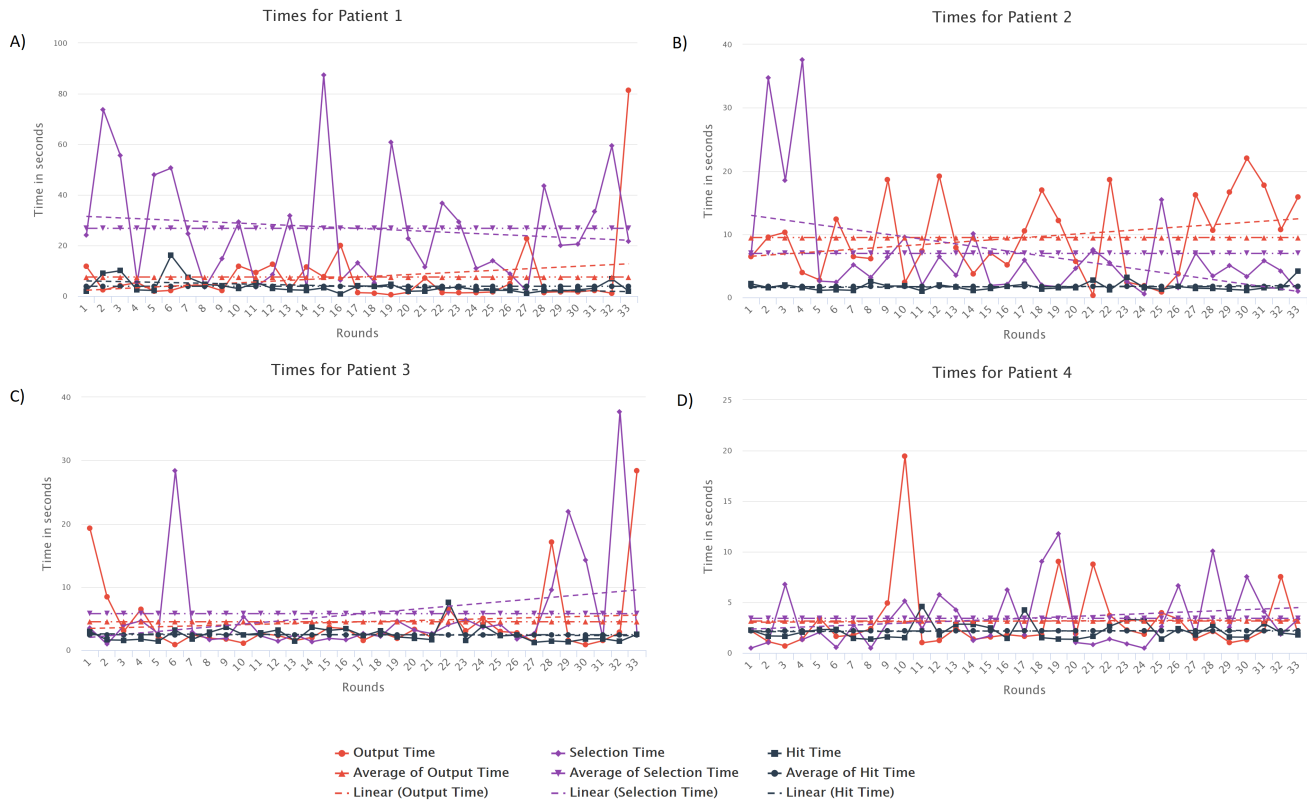 Times for Patient 1
A)
Time in seconds
100
80
60
40
20
0
1 2 3 4 5 6 7 8 9 10 11 12 13 14 15 16 17 18 19 20 21 22 23 24 25 26 27 28 29 30 31 32 33
Rounds
Times for Patient 2
B)
Time in seconds
40
30
20
10
0
1 2 3 4 5 6 7 8 9 10 11 12 13 14 15 16 17 18 19 20 21 22 23 24 25 26 27 28 29 30 31 32 33
Rounds
Times for Patient 3
C)
Time in seconds
40
30
20
10
0
1 2 3 4 5 6 7 8 9 10 11 12 13 14 15 16 17 18 19 20 21 22 23 24 25 26 27 28 29 30 31 32 33
Rounds
Times for Patient 4
D)
Time in seconds
25
20
15
10
5
0
1 2 3 4 5 6 7 8 9 10 11 12 13 14 15 16 17 18 19 20 21 22 23 24 25 26 27 28 29 30 31 32 33
Rounds
Output Time Selection Time Hit Time
Average of Output Time Average of Selection Time Average of Hit Time
Linear (Output Time) Linear (Selection Time) Linear (Hit Time)